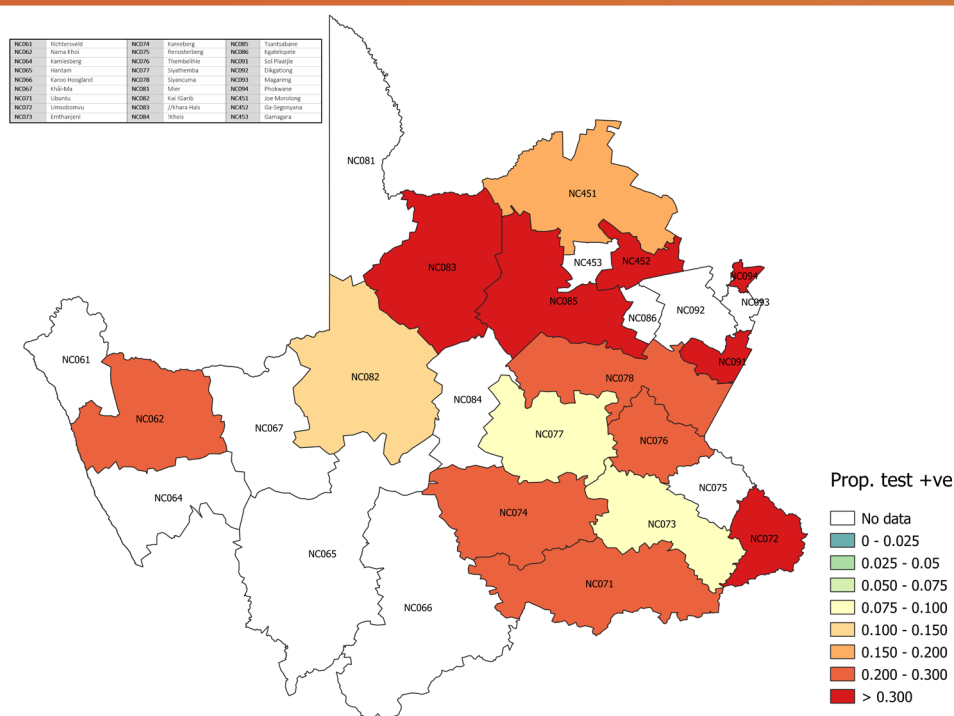 NC061 Richtersveld NC074 Kareeberg NC085 Tsantsabane
NC062 Nama Khoi NC075 Renosterberg NC086 Kgatelopele
NC064 Kamiesberg NC076 Thembelihle NC091 Sol Plaatjie
NC065 Hantam NC077 Siyathemba NC092 Dikgatlong
NC066 Karoo Hoogland NC078 Siyancuma NC093 Magareng
NC067 Khâi-Ma NC081 Mier NC094 Phokwane
NC071 Ubuntu NC082 Kai !Garib NC451 Joe Morolong
NC072 Umsobomvu NC083 //Khara Hais NC452 Ga-Segonyana
NC073 Emthanjeni NC084 !Kheis NC453 Gamagara
NC081
NC451
NC453
NC452
NC083
NC094
NC085
NC093
NC092
NC086
NC061
NC091
NC082
NC078
NC084
NC062
NC067
NC077
NC076
NC075
NC064
NC074
NC073
NC072
NC065
NC071
NC066
Prop. test +ve
No data
0 - 0.025
0.025 - 0.05
0.050 - 0.075
0.075 - 0.100
0.100 - 0.150
0.150 - 0.200
0.200 - 0.300
> 0.300